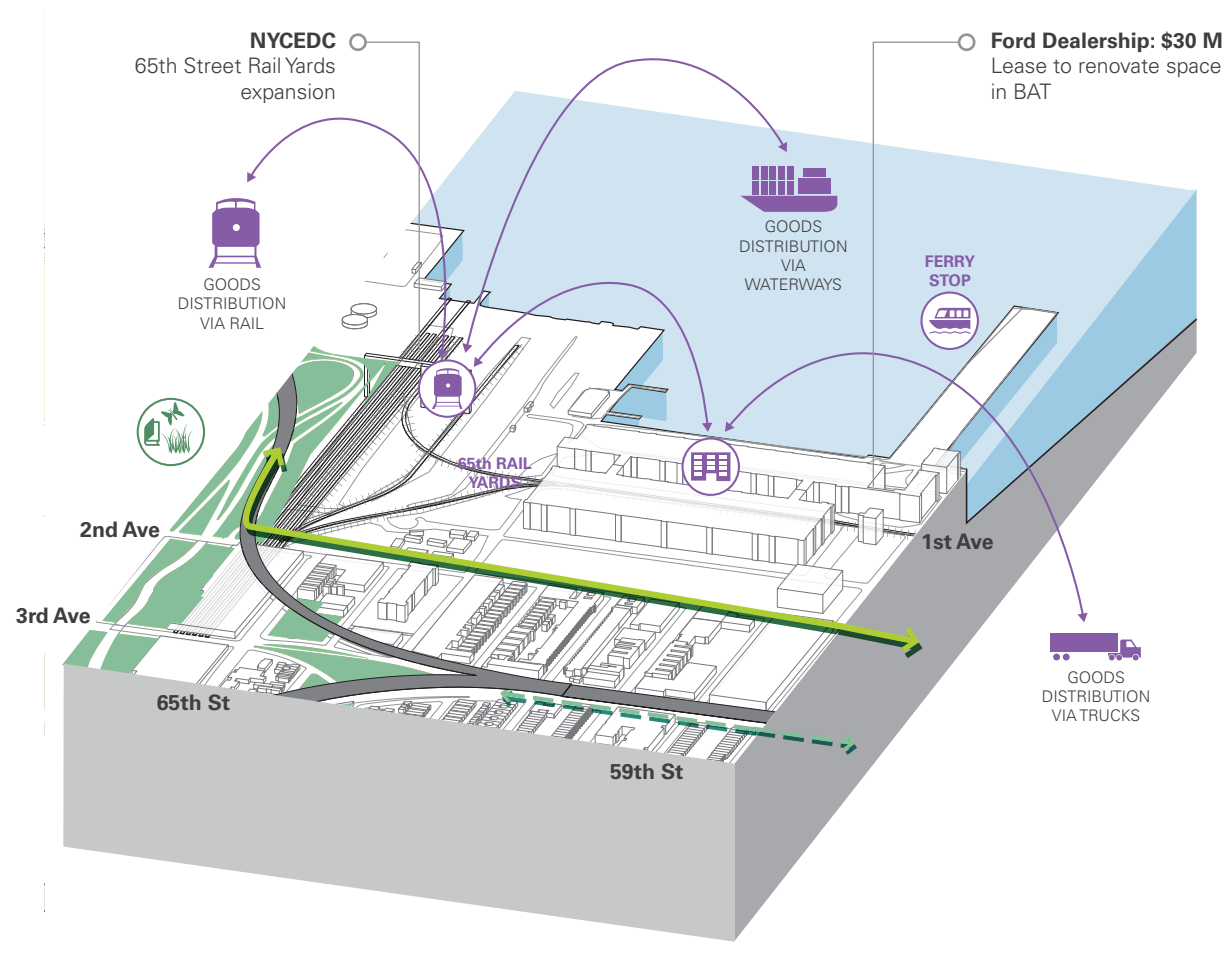 NYCEDC
65th Street Rail Yards
expansion
Ford Dealership: $30 M
Lease to renovate space
in BAT
GOODS
DISTRIBUTION
VIA RAIL
GOODS
DISTRIBUTION
VIA
WATERWAYS
FERRY
STOP
65th RAIL
YARDS
2nd Ave
1st Ave
3rd Ave
65th St
59th St
GOODS
DISTRIBUTION
VIA TRUCKS